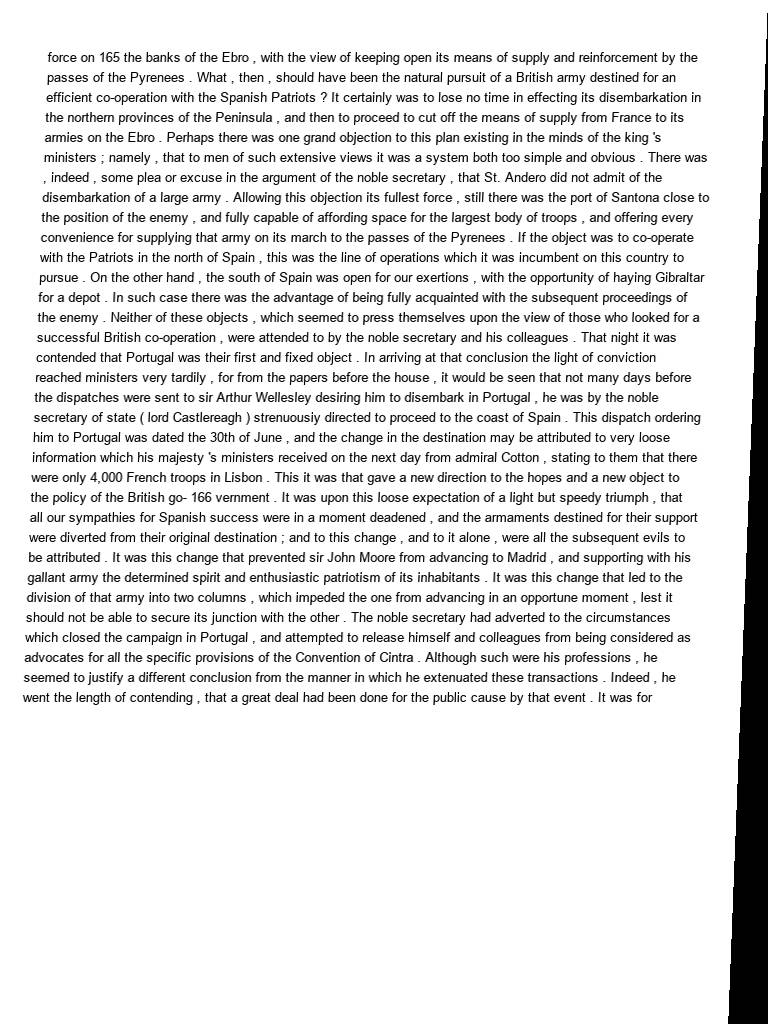 force on 165 the banks of the Ebro , with the view of keeping open its means of supply and reinforcement by the
passes of the Pyrenees . What , then , should have been the natural pursuit of a British army destined for an
efficient co-operation with the Spanish Patriots ? It certainly was to lose no time in effecting its disembarkation in
the northern provinces of the Peninsula , and then to proceed to cut off the means of supply from France to its
armies on the Ebro . Perhaps there was one grand objection to this plan existing in the minds of the king 's
ministers ; namely , that to men of such extensive views it was a system both too simple and obvious . There was
, indeed , some plea or excuse in the argument of the noble secretary , that St. Andero did not admit of the
disembarkation of a large army . Allowing this objection its fullest force , still there was the port of Santona close to
the position of the enemy , and fully capable of affording space for the largest body of troops , and offering every
convenience for supplying that army on its march to the passes of the Pyrenees . If the object was to co-operate
with the Patriots in the north of Spain , this was the line of operations which it was incumbent on this country to
pursue . On the other hand , the south of Spain was open for our exertions , with the opportunity of haying Gibraltar
for a depot . In such case there was the advantage of being fully acquainted with the subsequent proceedings of
the enemy . Neither of these objects , which seemed to press themselves upon the view of those who looked for a
successful British co-operation , were attended to by the noble secretary and his colleagues . That night it was
contended that Portugal was their first and fixed object . In arriving at that conclusion the light of conviction
reached ministers very tardily , for from the papers before the house , it would be seen that not many days before
the dispatches were sent to sir Arthur Wellesley desiring him to disembark in Portugal , he was by the noble
secretary of state ( lord Castlereagh ) strenuously directed to proceed to the coast of Spain . This dispatch ordering
him to Portugal was dated the 30th of June , and the change in the destination may be attributed to very loose
information which his majesty 's ministers received on the next day from admiral Cotton , stating to them that there
were only 4,000 French troops in Lisbon . This it was that gave a new direction to the hopes and a new object to
the policy of the British go- 166 vernment . It was upon this loose expectation of a light but speedy triumph , that
all our sympathies for Spanish success were in a moment deadened , and the armaments destined for their support
were diverted from their original destination ; and to this change , and to it alone , were all the subsequent evils to
be attributed . It was this change that prevented sir John Moore from advancing to Madrid , and supporting with his
gallant army the determined spirit and enthusiastic patriotism of its inhabitants . It was this change that led to the
division of that army into two columns , which impeded the one from advancing in an opportune moment , lest it
should not be able to secure its junction with the other . The noble secretary had adverted to the circumstances
which closed the campaign in Portugal , and attempted to release himself and colleagues from being considered as
advocates for all the specific provisions of the Convention of Cintra . Although such were his professions , he
seemed to justify a different conclusion from the manner in which he extenuated these transactions . Indeed , he
went the length of contending , that a great deal had been done for the public cause by that event . It was for